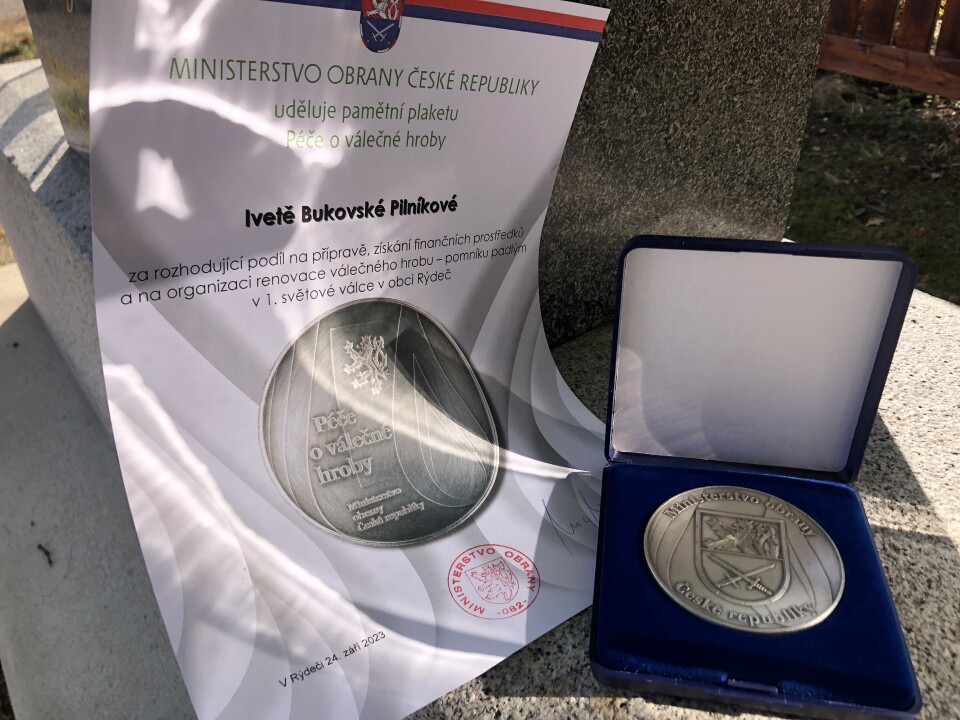 MINISTERSTVO OBRANY ČESKÉ REPUBLIKY
uděluje pamětní plaketu
Péče o válečné hroby
Ivetě Bukovské Pilníkové
za rozhodující podíl na přípravě, získání finančních prostředků
a na organizaci renovace válečného hrobu – pomníku padlým
v 1. světové válce v obci Rýdeč
Péče
o válečné
hroby
Ministerstvo
obrany
České republiky
MINISTERSTVO OBRANY
-082-
V Rýdeči 24. září 2023
Ministerstvo obrany
České republiky